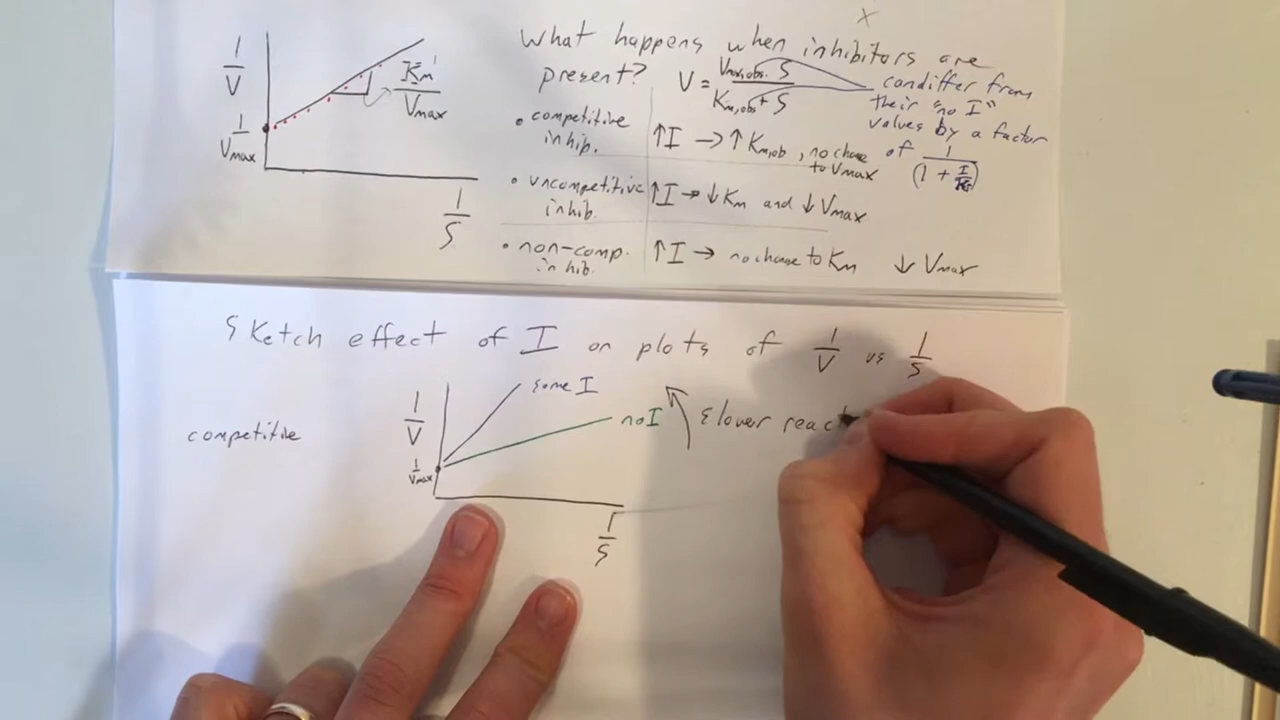 x
What happens when inhibitors are
present?
V = Vmax,obs. S / Km,obs + S
can differ from
their "no I"
values by a factor
of 1 / (1 + I/Ki)
1/V
Km / Vmax
1/Vmax
1/S
• competitive
inhib.
↑I → ↑ Km,ob , no change
to Vmax
• uncompetitive
inhib.
↑I → ↓ Km and ↓ Vmax
• non-comp.
inhib.
↑I → no change to Km ↓ Vmax
Sketch effect of I on plots of 1/V vs 1/S
competitive
1/V
1/Vmax
some I
no I
slower react
1/S